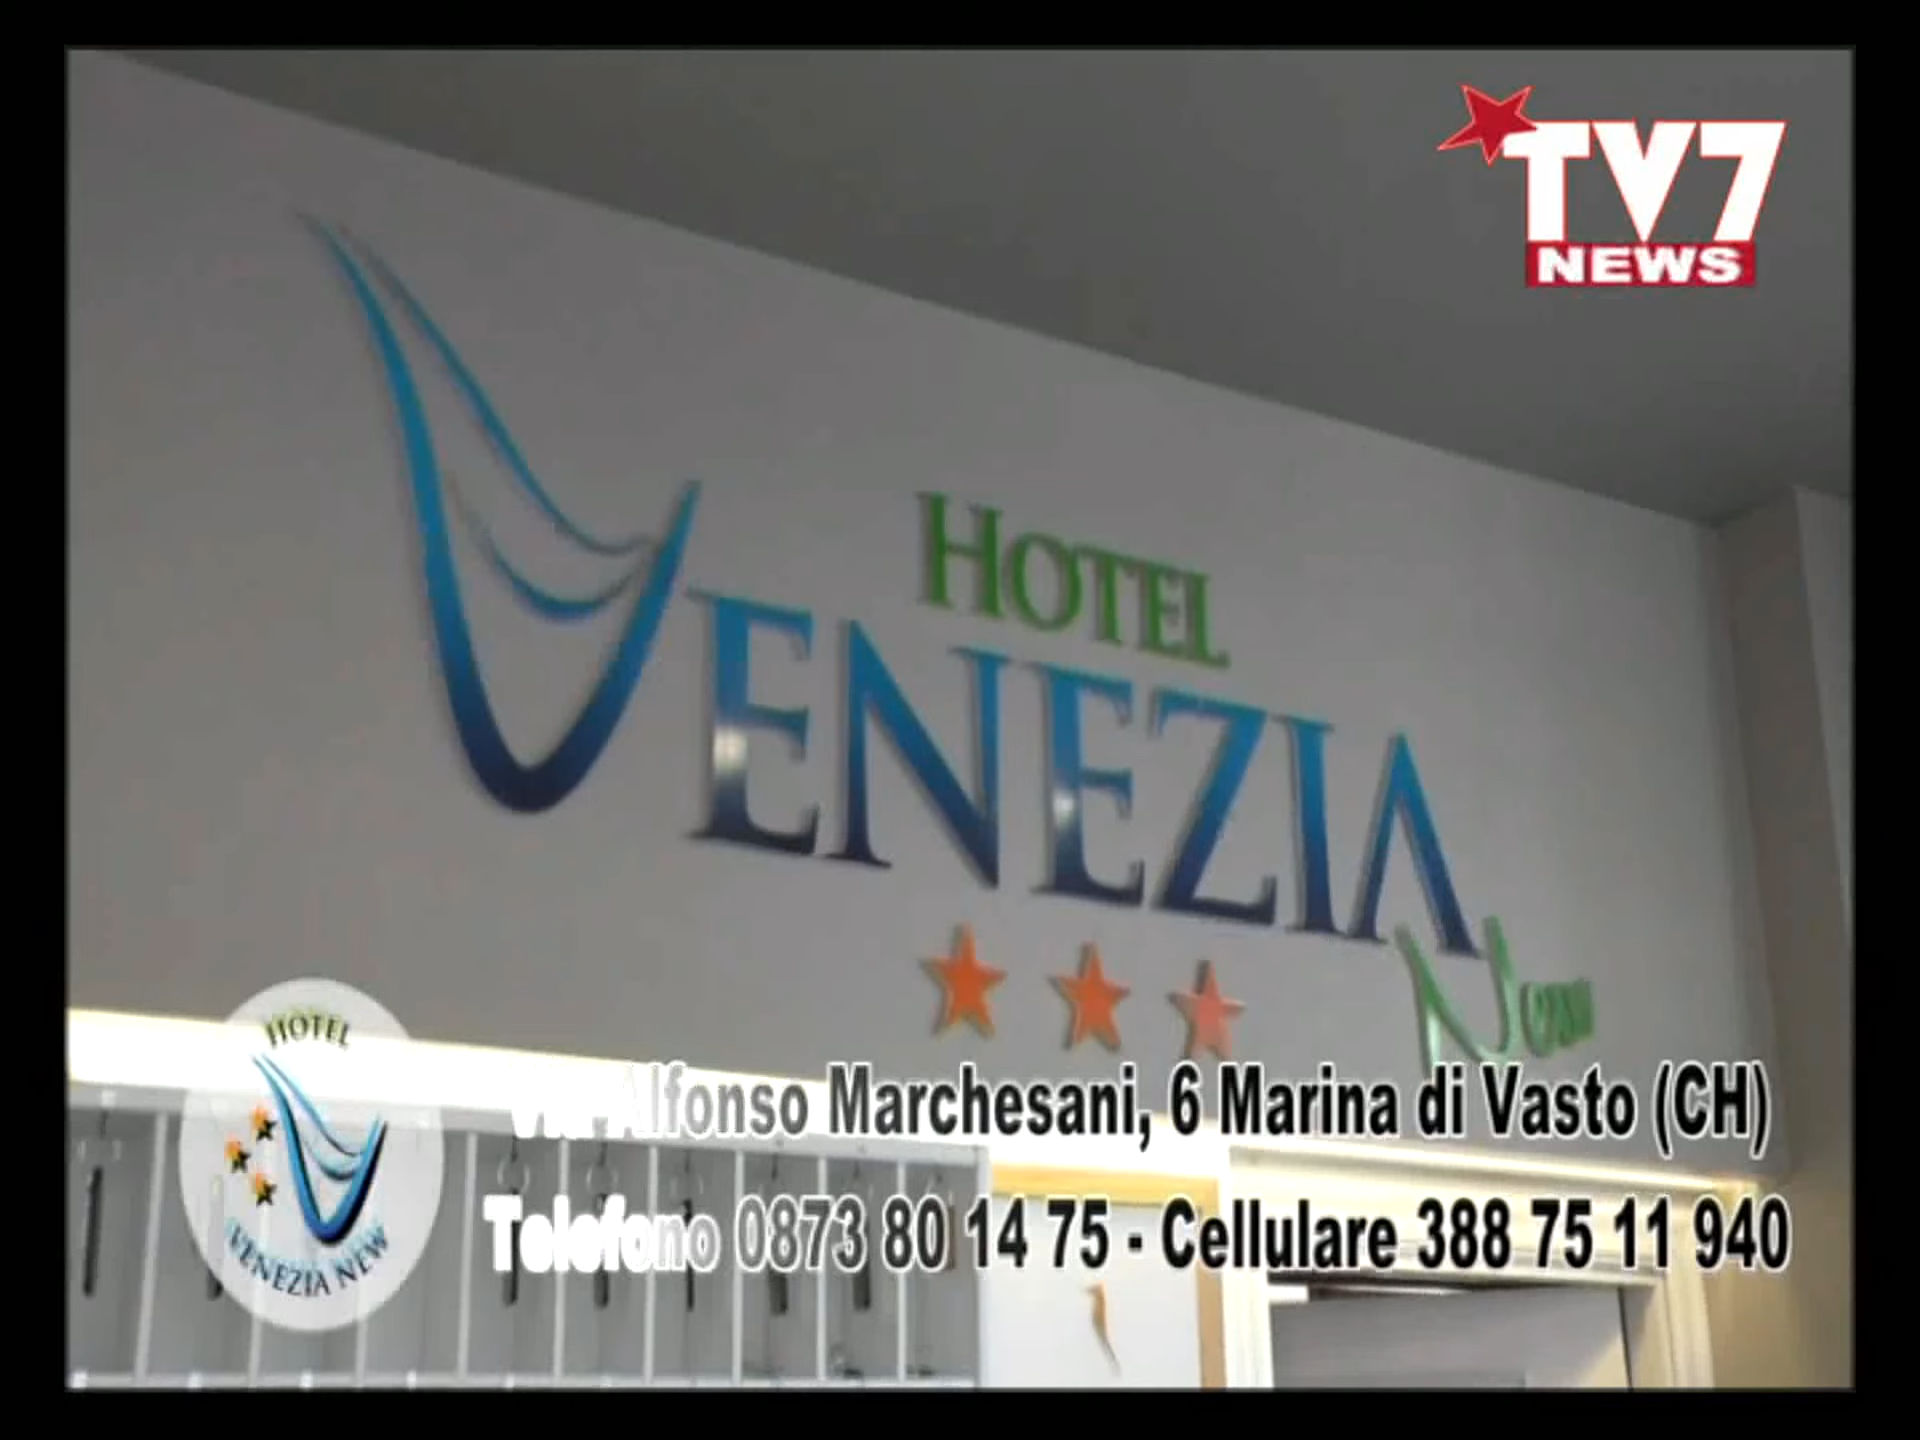 TV7
NEWS
HOTEL
VENEZIA
New
HOTEL
VENEZIA NEW
Via Alfonso Marchesani, 6 Marina di Vasto (CH)
Telefono 0873 80 14 75 - Cellulare 388 75 11 940